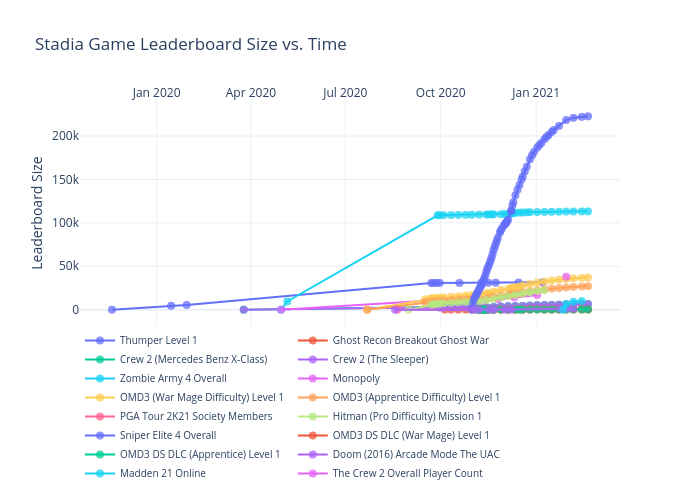 Stadia Game Leaderboard Size vs. Time
Jan 2020 Apr 2020 Jul 2020 Oct 2020 Jan 2021
200k
150k
100k
50k
0
Leaderboard Size
Thumper Level 1 Ghost Recon Breakout Ghost War
Crew 2 (Mercedes Benz X-Class) Crew 2 (The Sleeper)
Zombie Army 4 Overall Monopoly
OMD3 (War Mage Difficulty) Level 1 OMD3 (Apprentice Difficulty) Level 1
PGA Tour 2K21 Society Members Hitman (Pro Difficulty) Mission 1
Sniper Elite 4 Overall OMD3 DS DLC (War Mage) Level 1
OMD3 DS DLC (Apprentice) Level 1 Doom (2016) Arcade Mode The UAC
Madden 21 Online The Crew 2 Overall Player Count